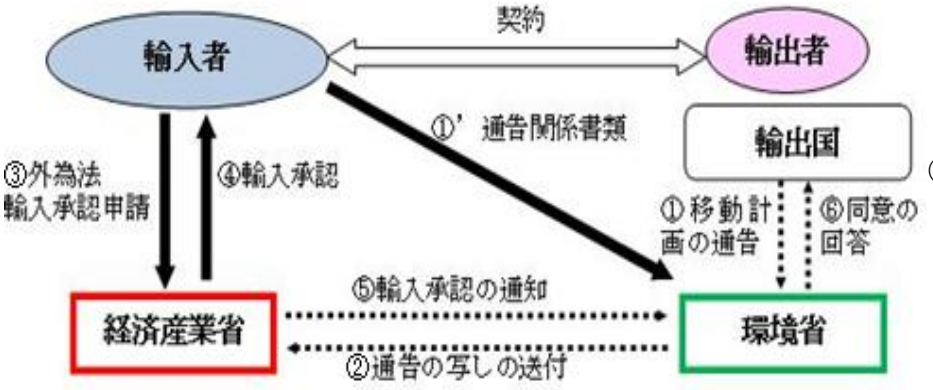 契約
輸入者
輸出者
①’通告関係書類
輸出国
③外為法
輸入承認申請
④輸入承認
①移動計
画の通告
⑥同意の
回答
⑤輸入承認の通知
経済産業省
環境省
②通告の写しの送付